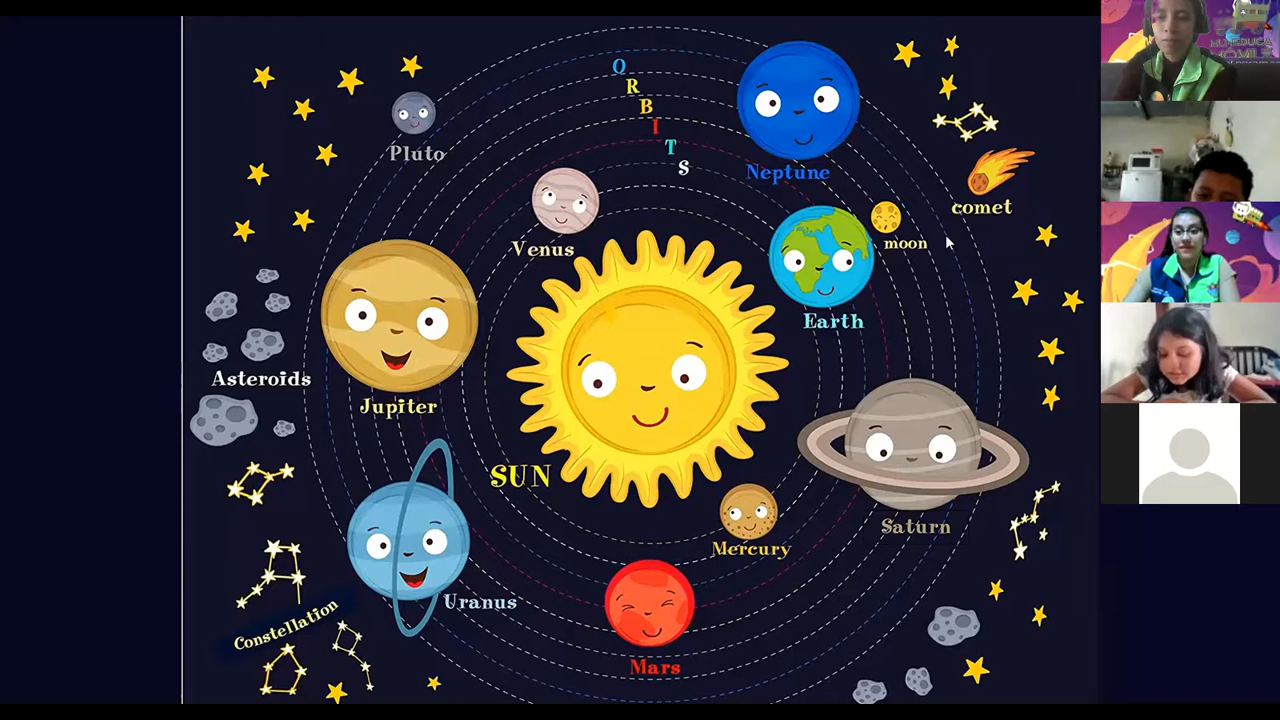 O
R
B
I
T
S
Pluto
Neptune
comet
Venus
moon
Earth
Asteroids
Jupiter
SUN
Saturn
Mercury
Uranus
Constellation
Mars